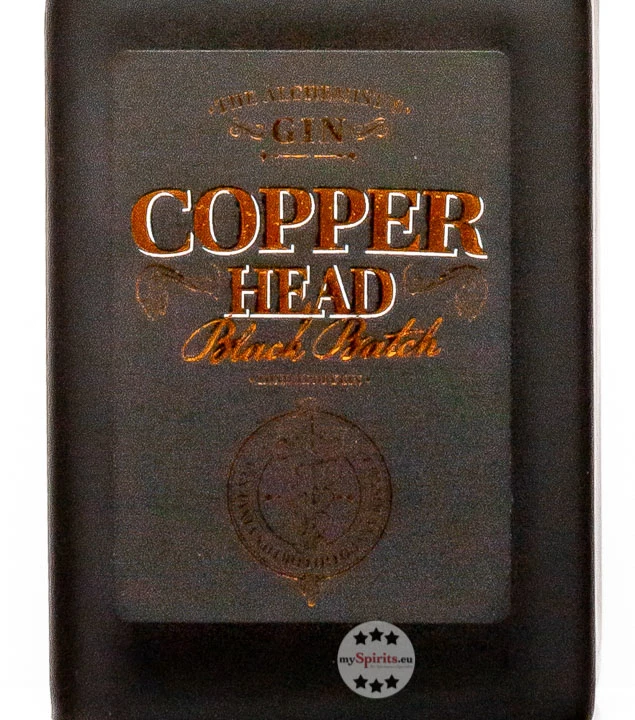 THE ALCHEMIST'S
GIN
COPPER
HEAD
Black Batch
mySpirits.eu